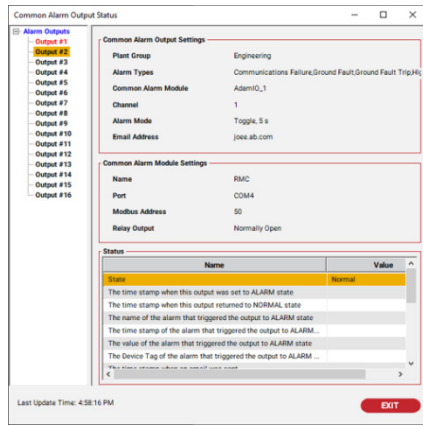 Common Alarm Output Status
Alarm Outputs
Output #1
Output #2
Output #3
Output #4
Output #5
Output #6
Output #7
Output #8
Output #9
Output #10
Output #11
Output #12
Output #13
Output #14
Output #15
Output #16
Common Alarm Output Settings
Plant Group Engineering
Alarm Types Communications Failure,Ground Fault,Ground Fault Trip,Hig
Common Alarm Module AdamIO_1
Channel 1
Alarm Mode Toggle, 5 s
Email Address joee.ab.com
Common Alarm Module Settings
Name RMC
Port COM4
Modbus Address 50
Relay Output Normally Open
Status
Name Value
State Normal
The time stamp when this output was set to ALARM state
The time stamp when this output returned to NORMAL state
The name of the alarm that triggered the output to ALARM state
The time stamp of the alarm that triggered the output to ALARM...
The value of the alarm that triggered the output to ALARM state
The Device Tag of the alarm that triggered the output to ALARM ...
The time stamp when an email was sent
Last Update Time: 4:58:16 PM
EXIT